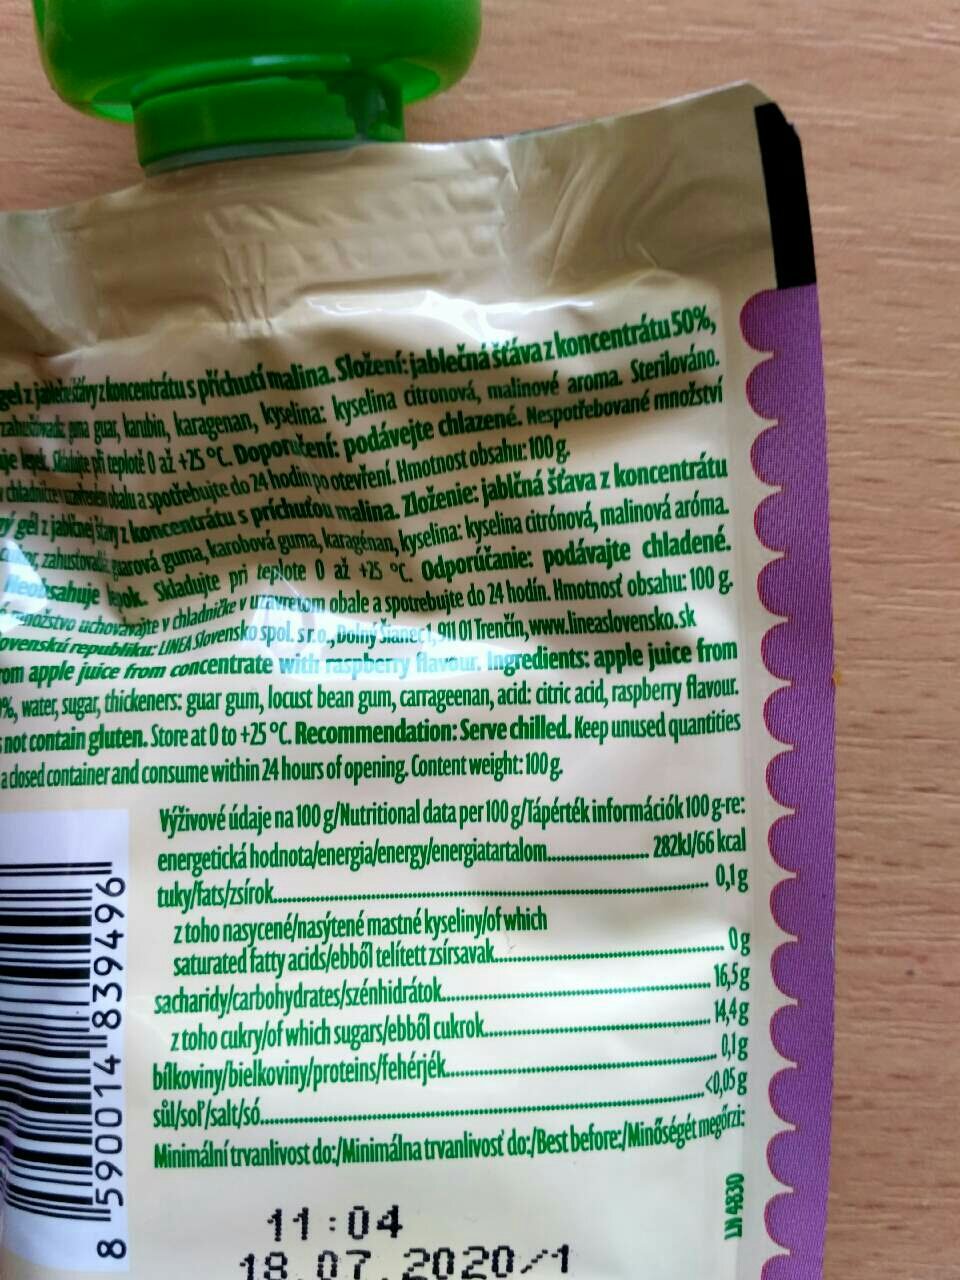 gel z jablečné šťávy z koncentrátu s příchutí malina. Složení: jablečná šťáva z koncentrátu 50%,
guma guar, karubin, karagenan, kyselina: kyselina citronová, malinové aroma. Sterilováno.
lepek. Skladujte při teplotě 0 až +25 °C. Doporučení: podávejte chlazené. Nespotřebované množství
obalu a spotřebujte do 24 hodin po otevření. Hmotnost obsahu: 100 g.
gél z jablčnej šťavy z koncentrátu s príchuťou malina. Zloženie: jablčná šťava z koncentrátu
guarová guma, karobová guma, karagénan, kyselina: kyselina citrónová, malinová aróma.
Neobsahuje lepok. Skladujte pri teplote 0 až +25 °C. Odporúčanie: podávajte chladené.
množstvo uchovávajte v chladničke v uzavretom obale a spotrebujte do 24 hodín. Hmotnosť obsahu: 100 g.
republiku: LINEA Slovensko spol. s r.o., Dolný Šianec 1, 911 01 Trenčín, www.lineaslovensko.sk
apple juice from concentrate with raspberry flavour. Ingredients: apple juice from
%, water, sugar, thickeners: guar gum, locust bean gum, carrageenan, acid: citric acid, raspberry flavour.
not contain gluten. Store at 0 to +25 °C. Recommendation: Serve chilled. Keep unused quantities
a closed container and consume within 24 hours of opening. Content weight: 100 g.
Výživové údaje na 100 g/Nutritional data per 100 g/Tápérték információk 100 g-re:
energetická hodnota/energia/energy/energiatartalom................ 282kJ/66 kcal
tuky/fats/zsírok................ 0,1 g
z toho nasycené/nasýtené mastné kyseliny/of which
saturated fatty acids/ebből telített zsírsavak................ 0 g
sacharidy/carbohydrates/szénhidrátok................ 16,5 g
z toho cukry/of which sugars/ebből cukrok................ 14,4 g
bílkoviny/bielkoviny/proteins/fehérjék................ 0,1 g
sůl/soľ/salt/só................ <0,05 g
Minimální trvanlivost do:/Minimálna trvanlivosť do:/Best before:/Minőségét megőrzi:
8 590014 839496
LN 4830
11:04
18.07.2020/1